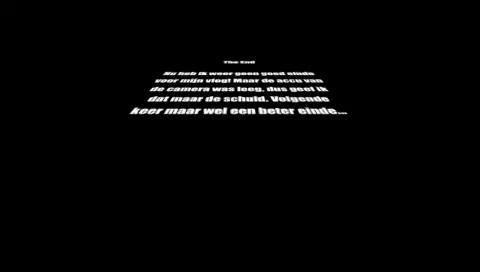 The End
Nu heb ik weer geen goed einde
voor mijn vlog! Maar de accu van
de camera was leeg, dus geef ik
dat maar de schuld. Volgende
keer maar wel een beter einde...